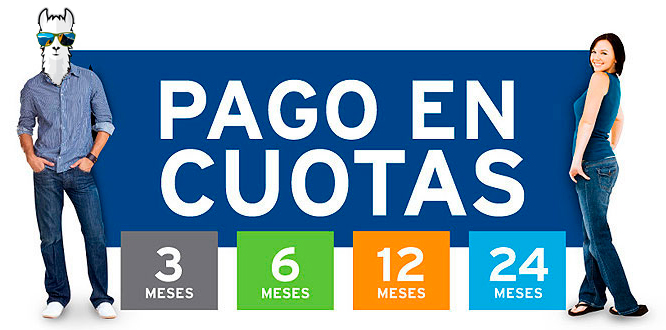 PAGO EN
CUOTAS
3
MESES
6
MESES
12
MESES
24
MESES